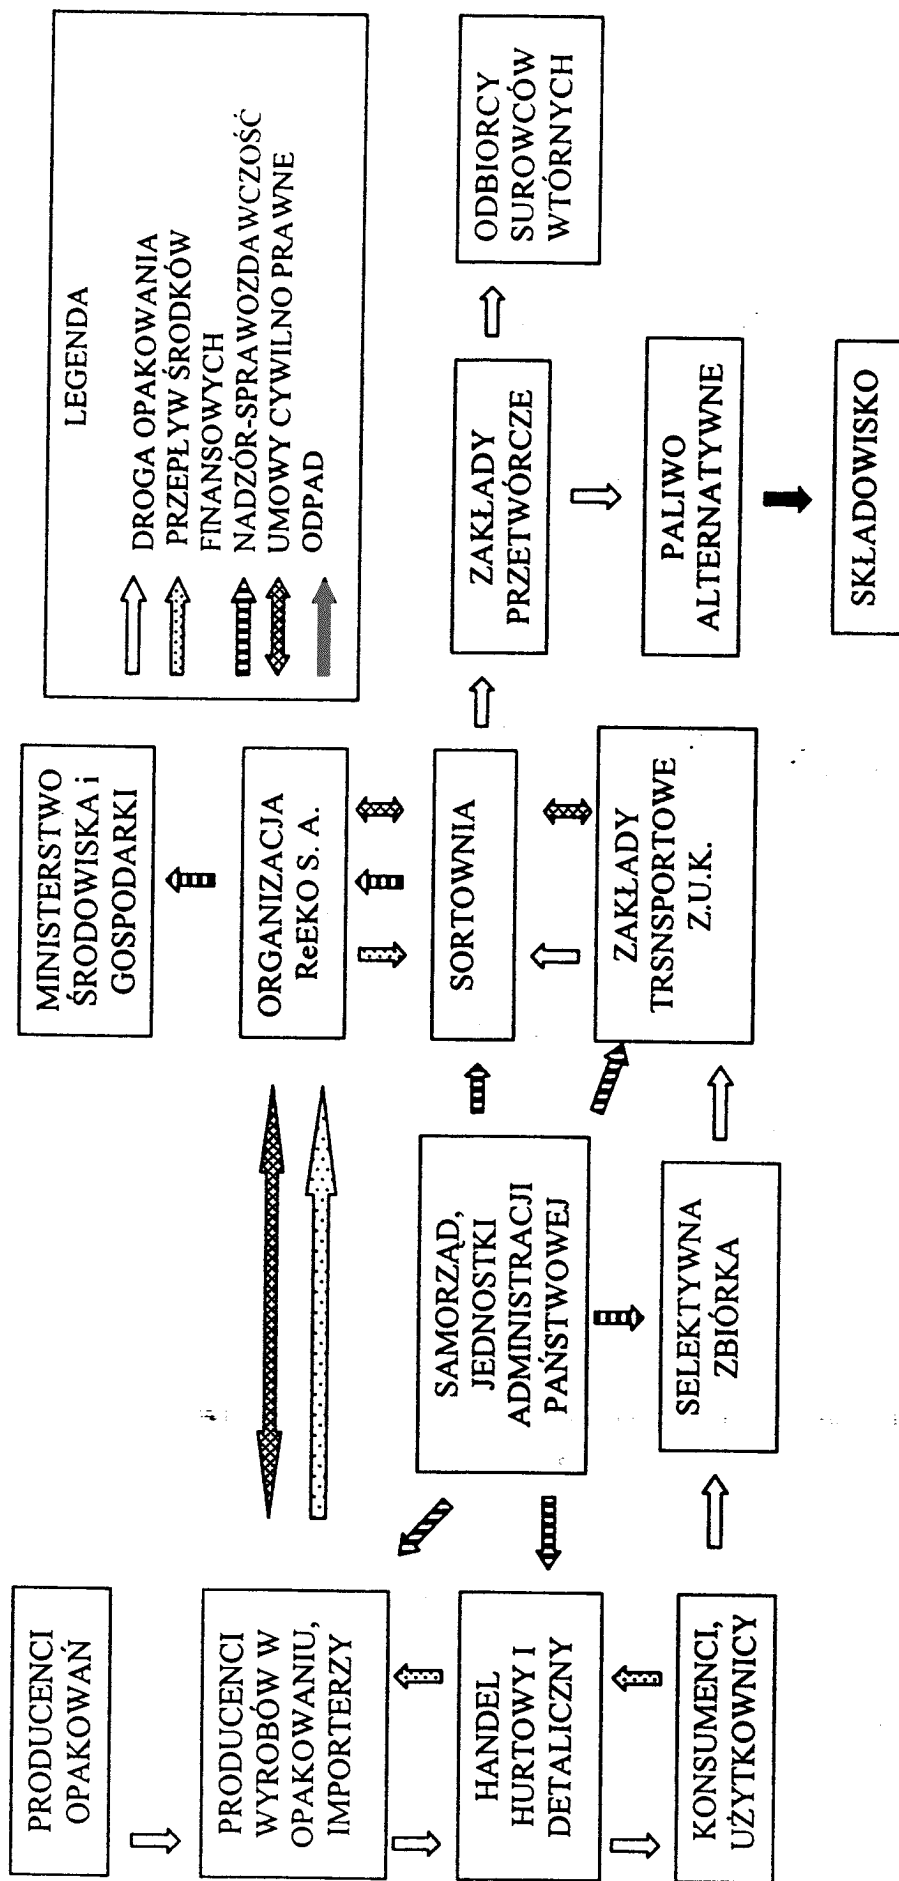 PRODUCENCI
OPAKOWAŃ
PRODUCENCI
WYROBÓW W
OPAKOWANIU,
IMPORTERZY
HANDEL
HURTOWY I
DETALICZNY
KONSUMENCI,
UŻYTKOWNICY
SAMORZĄD,
JEDNOSTKI
ADMINISTRACJI
PAŃSTWOWEJ
SELEKTYWNA
ZBIÓRKA
MINISTERSTWO
ŚRODOWISKA i
GOSPODARKI
ORGANIZACJA
ReEKO S. A.
SORTOWNIA
ZAKŁADY
TRSNSPORTOWE
Z.U.K.
LEGENDA
DROGA OPAKOWANIA
PRZEPŁYW ŚRODKÓW
FINANSOWYCH
NADZÓR-SPRAWOZDAWCZOŚĆ
UMOWY CYWILNO PRAWNE
ODPAD
ZAKŁADY
PRZETWÓRCZE
ODBIORCY
SUROWCÓW
WTÓRNYCH
PALIWO
ALTERNATYWNE
SKŁADOWISKO